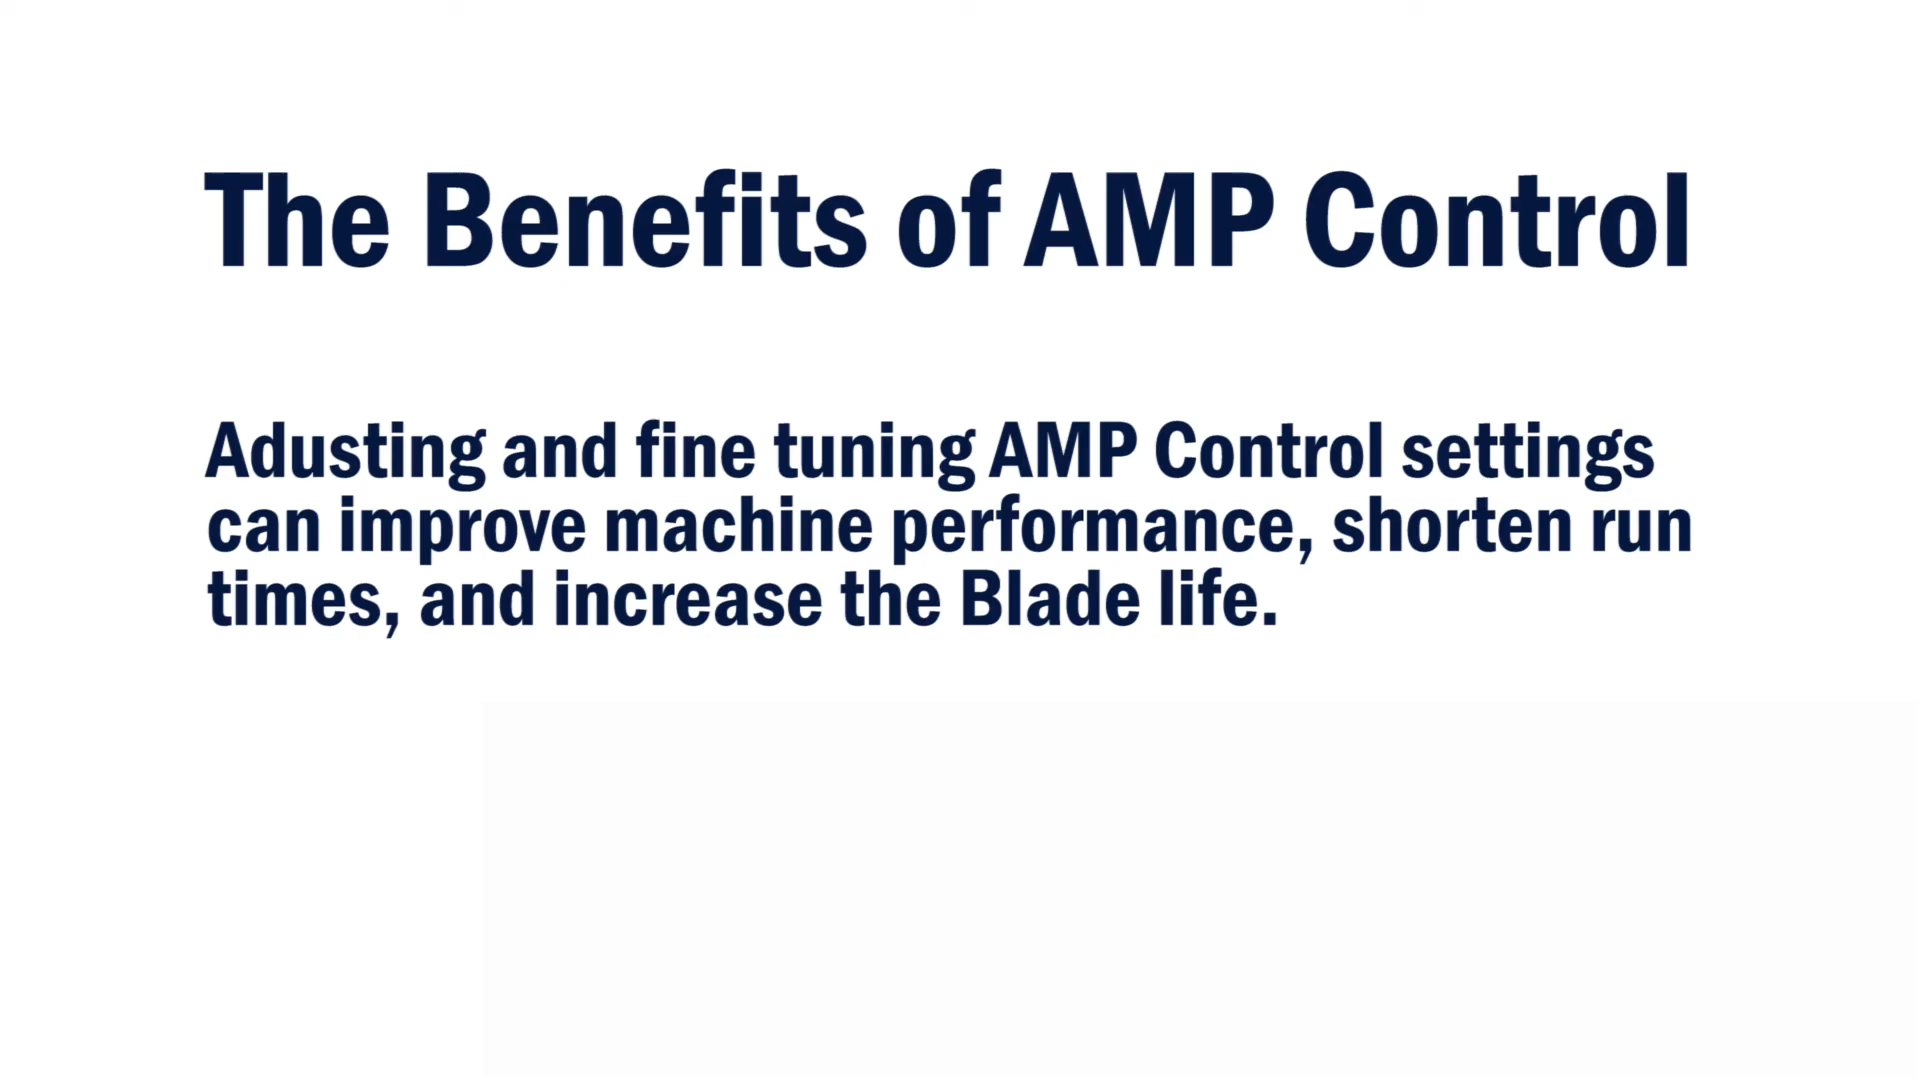 The Benefits of AMP Control
Adusting and fine tuning AMP Control settings
can improve machine performance, shorten run
times, and increase the Blade life.